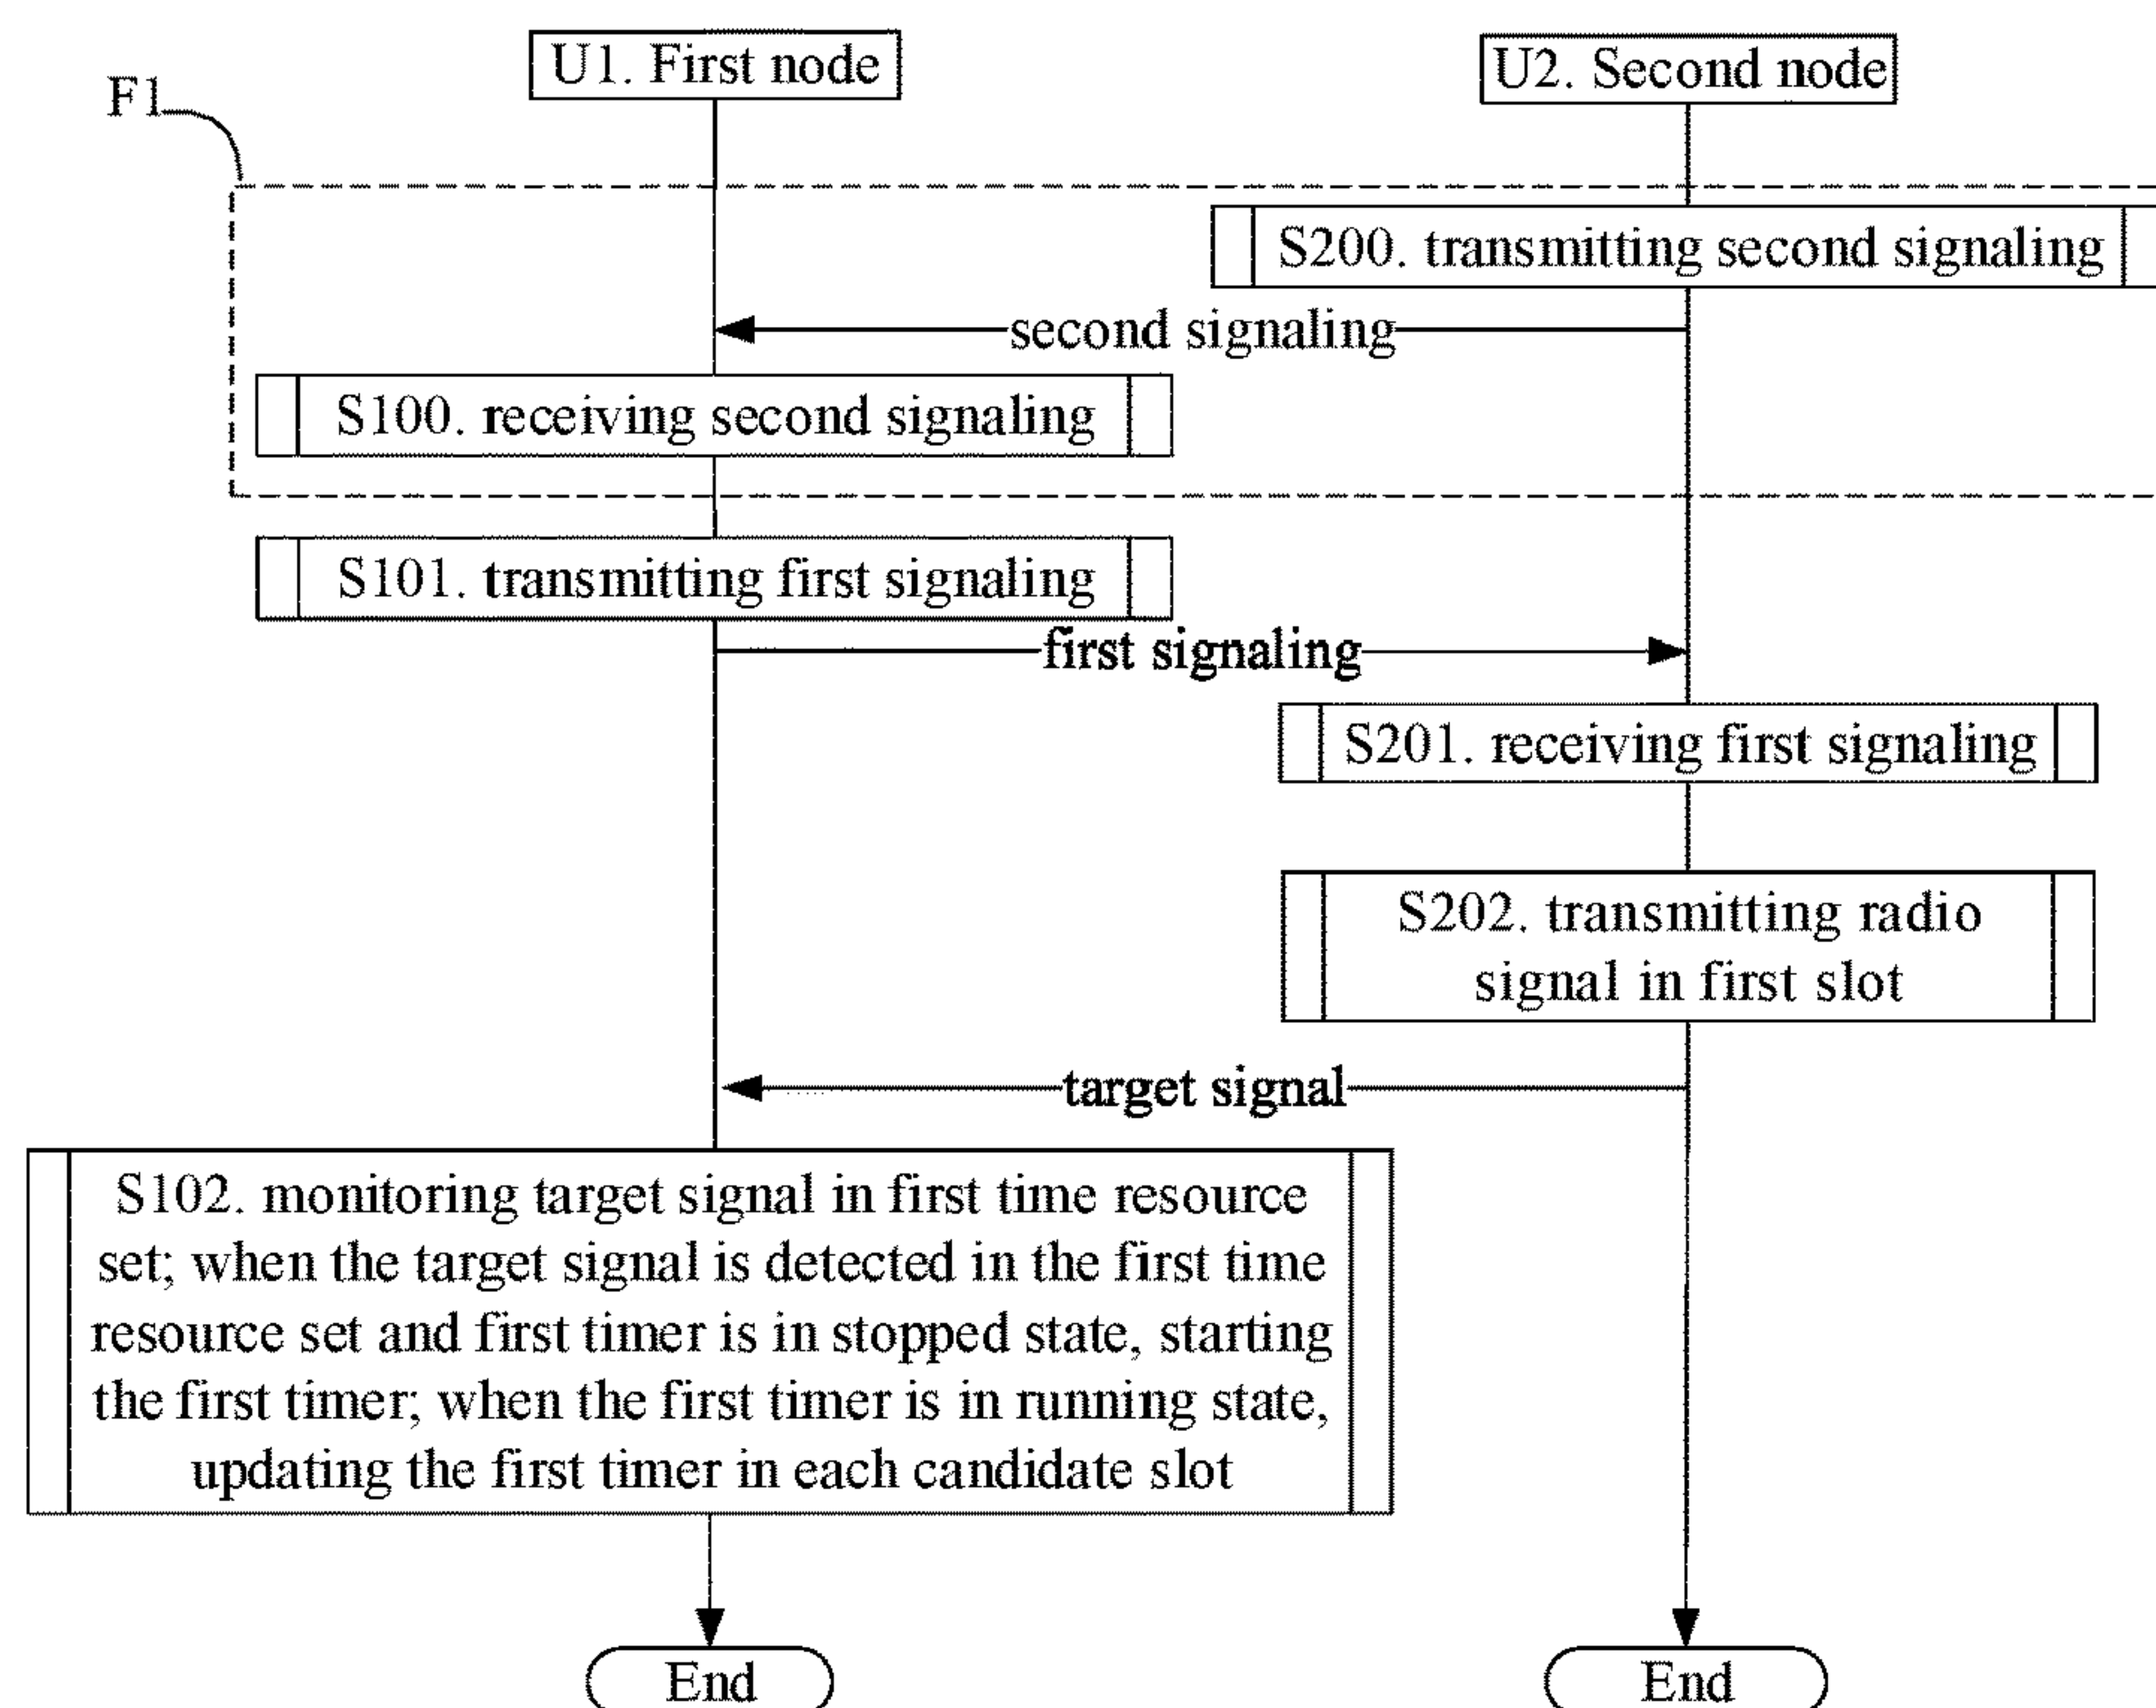 U1. First node
U2. Second node
F1
S200. transmitting second signaling
second signaling
S100. receiving second signaling
S101. transmitting first signaling
first signaling
S201. receiving first signaling
S202. transmitting radio
signal in first slot
target signal
S102. monitoring target signal in first time resource
set; when the target signal is detected in the first time
resource set and first timer is in stopped state, starting
the first timer; when the first timer is in running state,
updating the first timer in each candidate slot
End
End